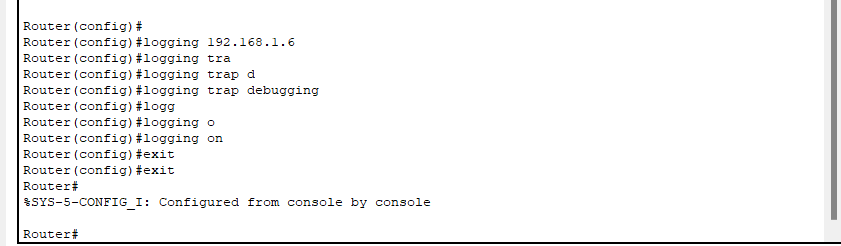 Router(config)#
Router(config)#logging 192.168.1.6
Router(config)#logging tra
Router(config)#logging trap d
Router(config)#logging trap debugging
Router(config)#logg
Router(config)#logging o
Router(config)#logging on
Router(config)#exit
Router(config)#exit
Router#
%SYS-5-CONFIG_I: Configured from console by console
Router#